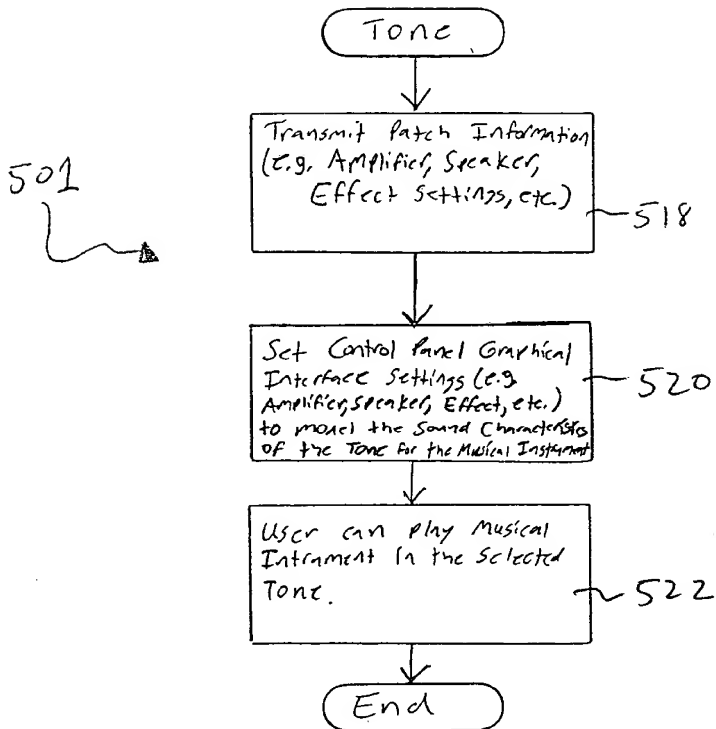 Tone
Transmit Patch Information
(e.g. Amplifier, Speaker,
Effect Settings, etc.)
501
518
Set Control Panel Graphical
Interface Settings (e.g.
Amplifier, Speaker, Effect, etc.)
to model the Sound Characteristics
of the Tone for the Musical Instrument
520
User can play Musical
Intrument in the selected
Tone.
522
End